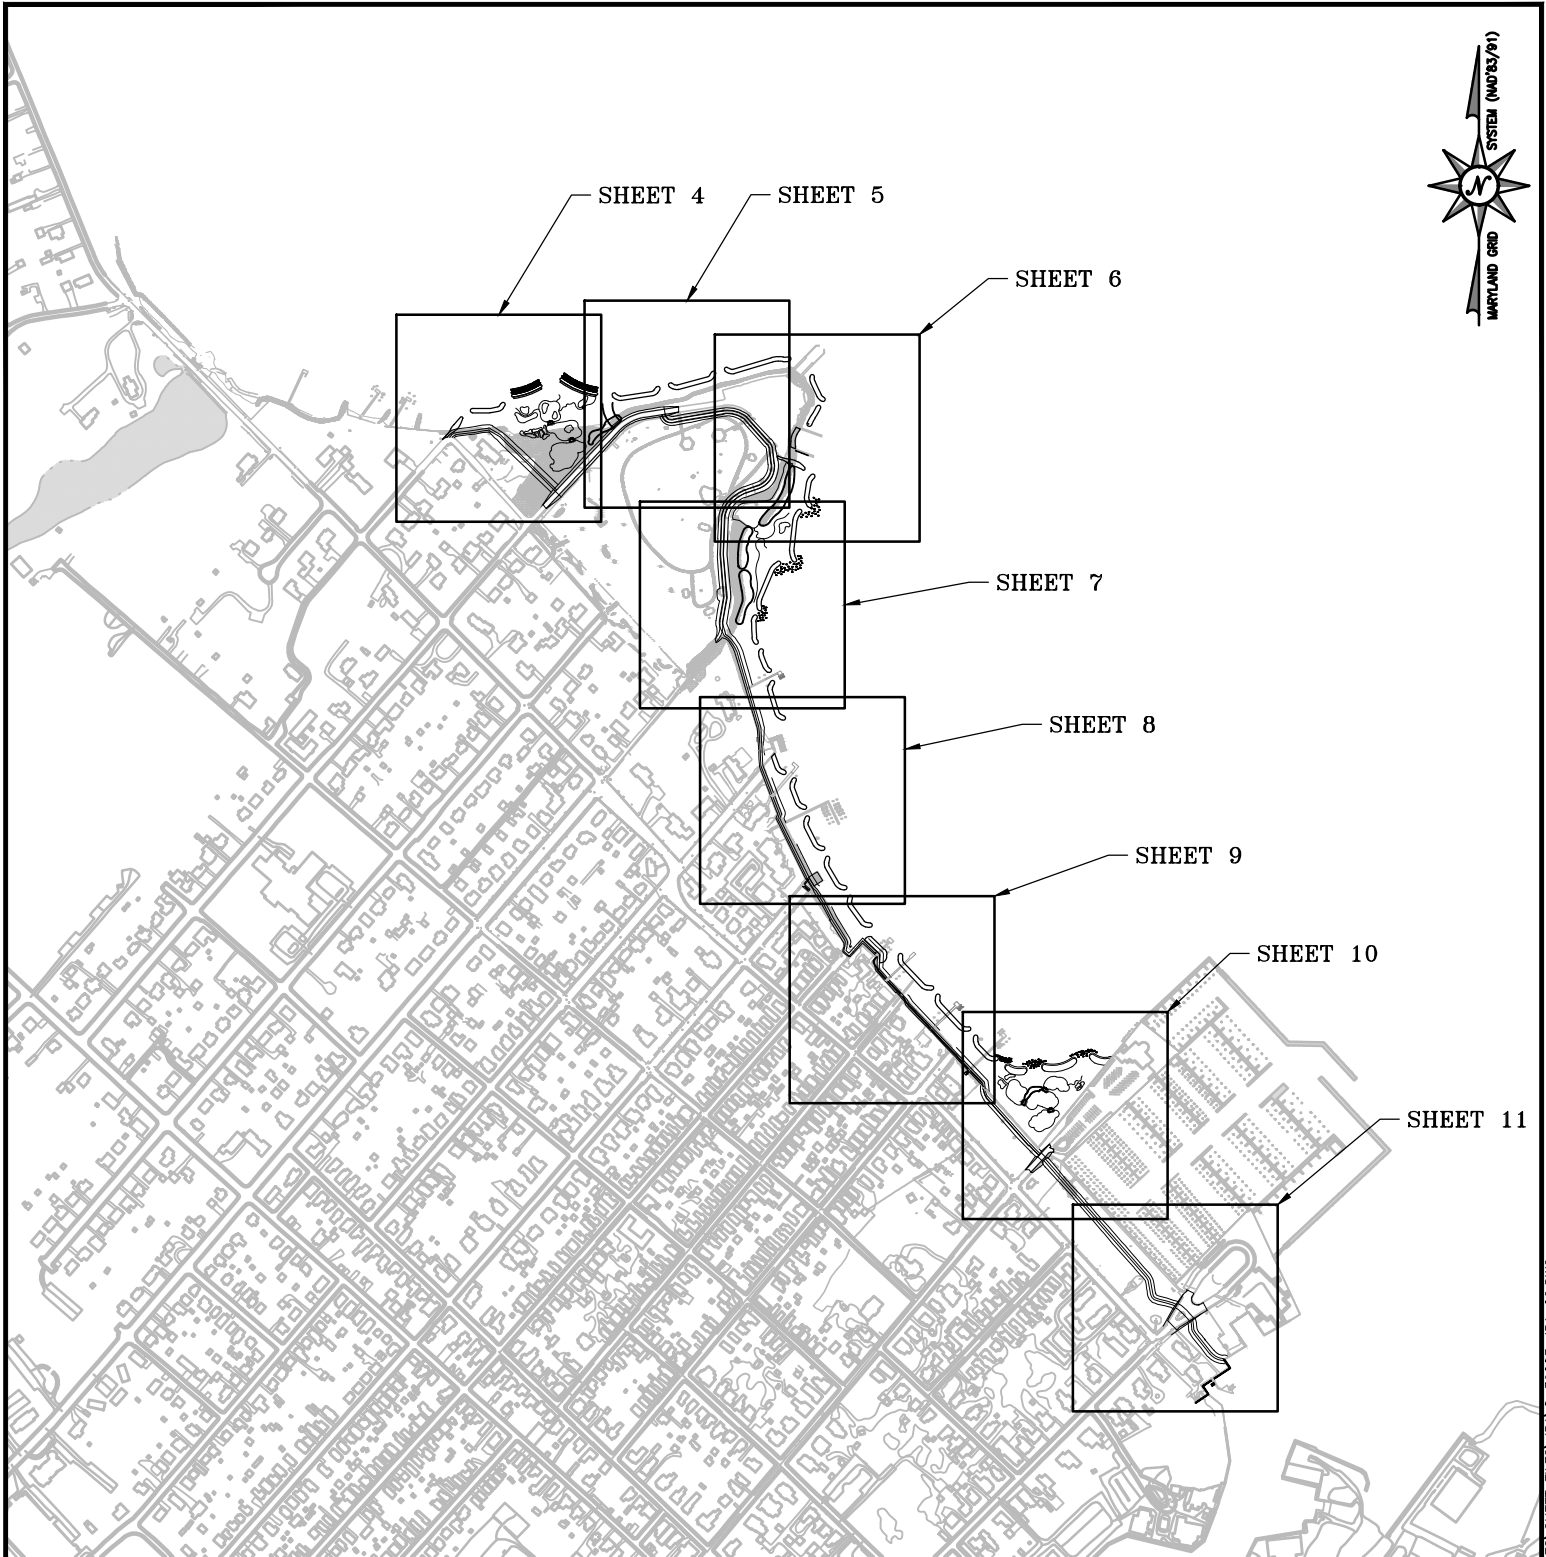 SYSTEM (NAD'83/91)
N
MARYLAND GRID
SHEET 4
SHEET 5
SHEET 6
SHEET 7
SHEET 8
SHEET 9
SHEET 10
SHEET 11